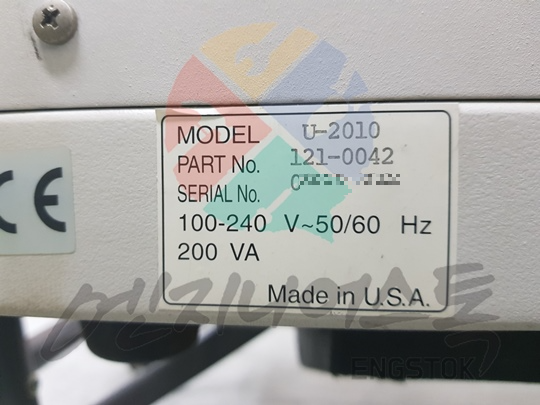 MODEL U-2010
PART No. 121-0042
SERIAL No.
100-240 V~50/60 Hz
200 VA
Made in U.S.A.
CE
엔지니어스톡
ENGSTOK